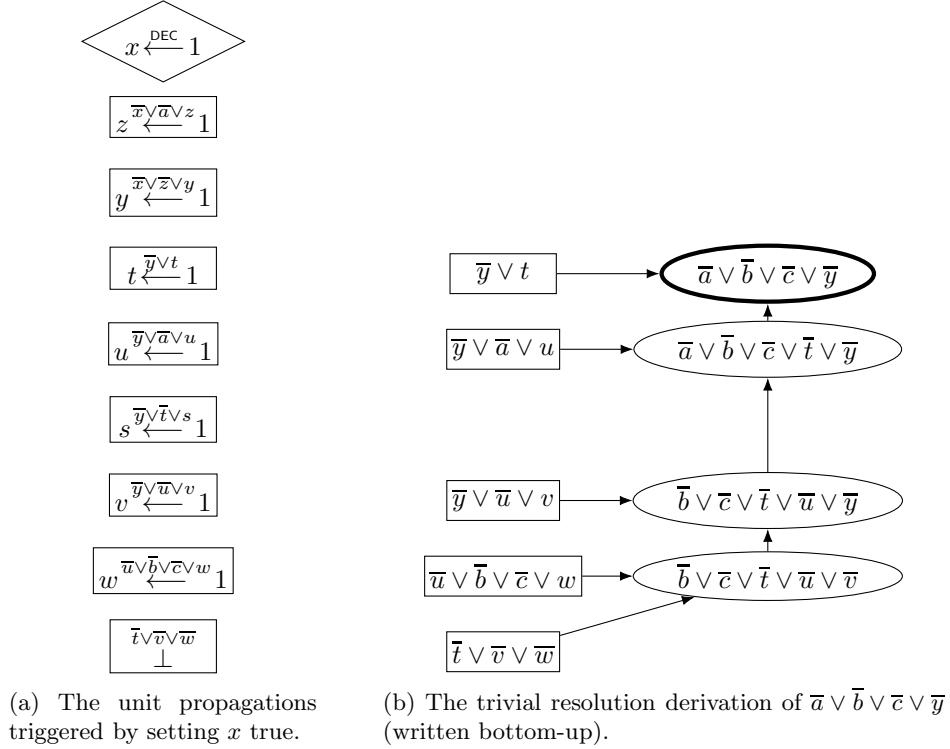 x ←DEC 1
z ←x̅∨a̅∨z 1
y ←x̅∨z̅∨y 1
t ←y̅∨t 1
u ←y̅∨a̅∨u 1
s ←y̅∨t̅∨s 1
v ←y̅∨u̅∨v 1
w ←u̅∨b̅∨c̅∨w 1
t̅∨v̅∨w̅
⊥
(a) The unit propagations
triggered by setting x true.
y̅ ∨ t
a̅ ∨ b̅ ∨ c̅ ∨ y̅
y̅ ∨ a̅ ∨ u
a̅ ∨ b̅ ∨ c̅ ∨ t̅ ∨ y̅
y̅ ∨ u̅ ∨ v
b̅ ∨ c̅ ∨ t̅ ∨ u̅ ∨ y̅
u̅ ∨ b̅ ∨ c̅ ∨ w
b̅ ∨ c̅ ∨ t̅ ∨ u̅ ∨ v̅
t̅ ∨ v̅ ∨ w̅
(b) The trivial resolution derivation of a̅ ∨ b̅ ∨ c̅ ∨ y̅
(written bottom-up).